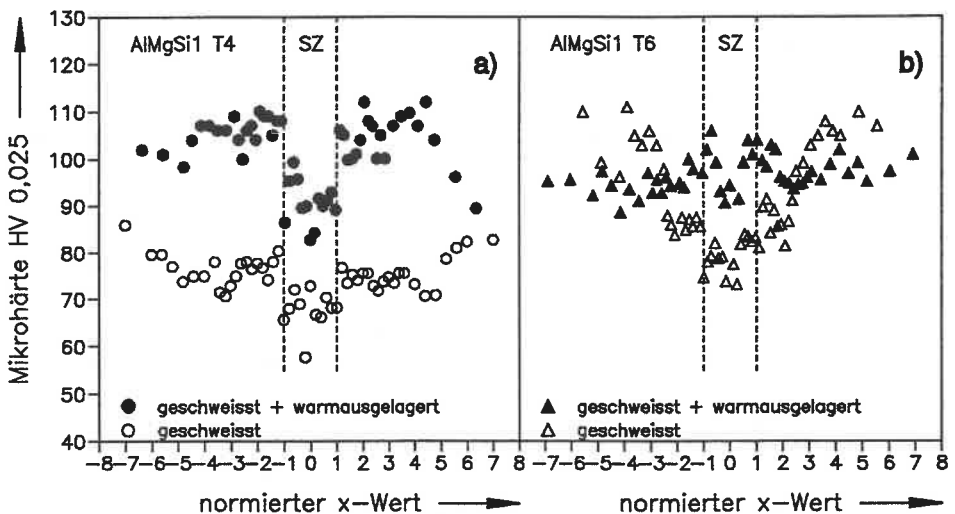 130
120
110
100
90
80
70
60
50
40
Mikrohärte HV 0,025
AlMgSi1 T4
SZ
a)
geschweisst + warmausgelagert
geschweisst
-8-7 -6 -5 -4-3 -2-1 0 1 2 3 4 5 6 7 8
normierter x-Wert
AlMgSi1 T6
SZ
b)
geschweisst + warmausgelagert
geschweisst
-7-6 -5-4-3 -2-1 0 1 2 3 4 5 6 7 8
normierter x-Wert